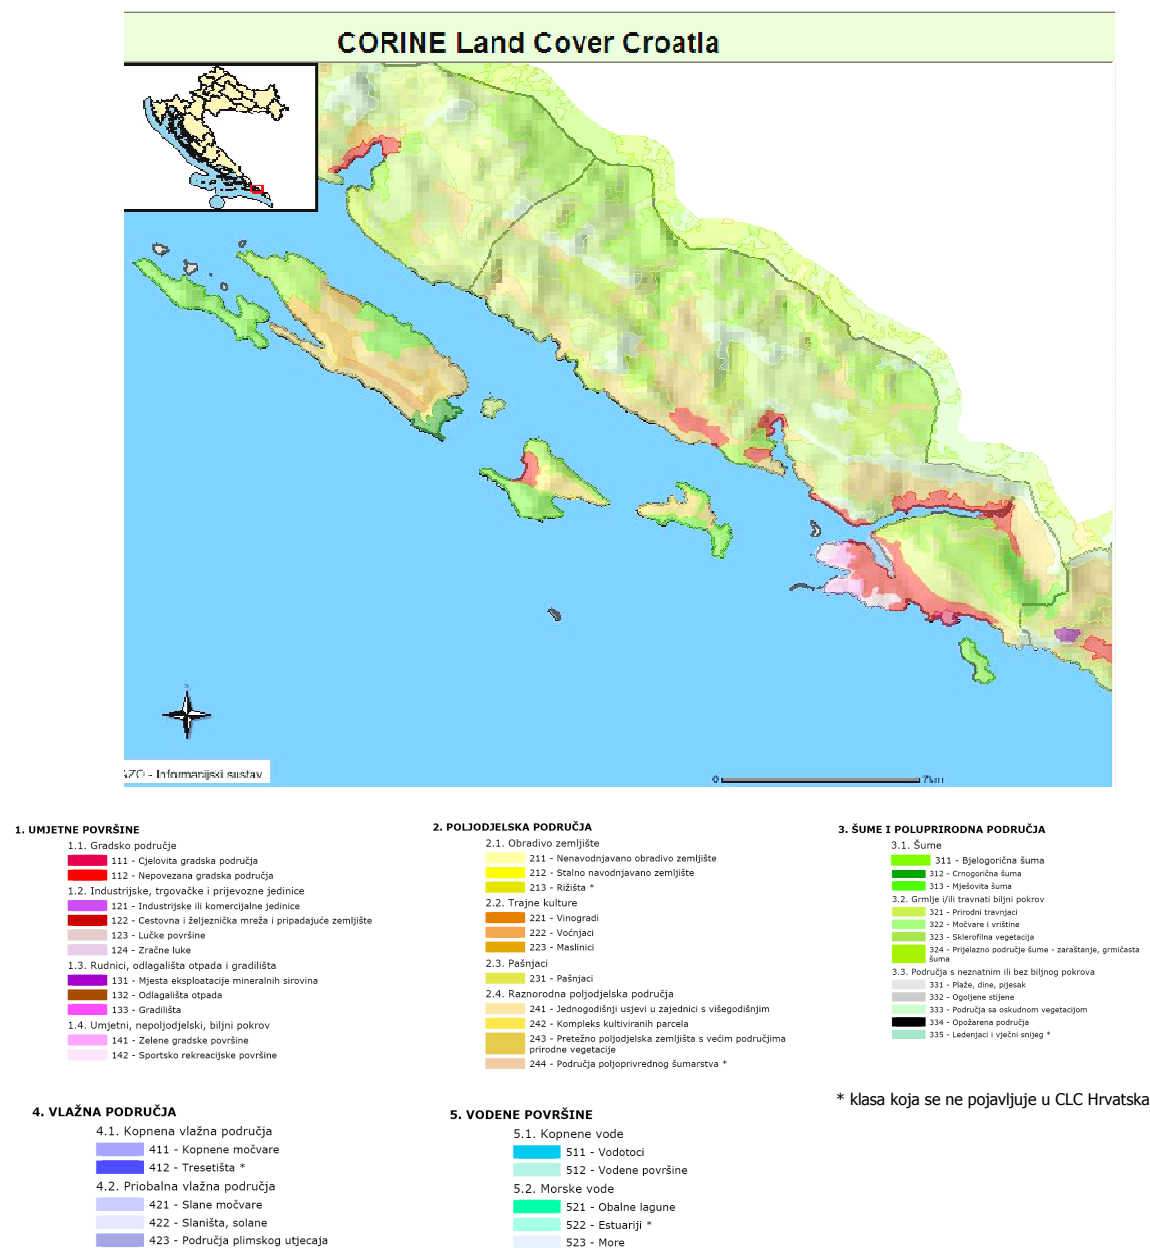 CORINE Land Cover Croatla
AZO - Informacijski sustav
0 7km
1. UMJETNE POVRŠINE
1.1. Gradsko područje
111 - Cjelovita gradska područja
112 - Nepovezana gradska područja
1.2. Industrijske, trgovačke i prijevozne jedinice
121 - Industrijske ili komercijalne jedinice
122 - Cestovna i željeznička mreža i pripadajuće zemljište
123 - Lučke površine
124 - Zračne luke
1.3. Rudnici, odlagališta otpada i gradilišta
131 - Mjesta eksploatacije mineralnih sirovina
132 - Odlagališta otpada
133 - Gradilišta
1.4. Umjetni, nepoljodjelski, biljni pokrov
141 - Zelene gradske površine
142 - Sportsko rekreacijske površine
2. POLJODJELSKA PODRUČJA
2.1. Obradivo zemljište
211 - Nenavodnjavano obradivo zemljište
212 - Stalno navodnjavano zemljište
213 - Rižišta *
2.2. Trajne kulture
221 - Vinogradi
222 - Voćnjaci
223 - Maslinici
2.3. Pašnjaci
231 - Pašnjaci
2.4. Raznorodna poljodjelska područja
241 - Jednogodišnji usjevi u zajednici s višegodišnjim
242 - Kompleks kultiviranih parcela
243 - Pretežno poljodjelska zemljišta s većim područjima
prirodne vegetacije
244 - Područja poljoprivrednog šumarstva *
3. ŠUME I POLUPRIRODNA PODRUČJA
3.1. Šume
311 - Bjelogorična šuma
312 - Crnogorična šuma
313 - Mješovita šuma
3.2. Grmlje i/ili travnati biljni pokrov
321 - Prirodni travnjaci
322 - Močvare i vrištine
323 - Sklerofilna vegetacija
324 - Prijelazno područje šume - zaraštanje, grmičasta
šuma
3.3. Područja s neznatnim ili bez biljnog pokrova
331 - Plaže, dine, pijesak
332 - Ogoljene stijene
333 - Područja sa oskudnom vegetacijom
334 - Opožarena područja
335 - Ledenjaci i vječni snijeg *
* klasa koja se ne pojavljuje u CLC Hrvatska
4. VLAŽNA PODRUČJA
4.1. Kopnena vlažna područja
411 - Kopnene močvare
412 - Tresetišta *
4.2. Priobalna vlažna područja
421 - Slane močvare
422 - Slaništa, solane
423 - Područja plimskog utjecaja
5. VODENE POVRŠINE
5.1. Kopnene vode
511 - Vodotoci
512 - Vodene površine
5.2. Morske vode
521 - Obalne lagune
522 - Estuariji *
523 - More